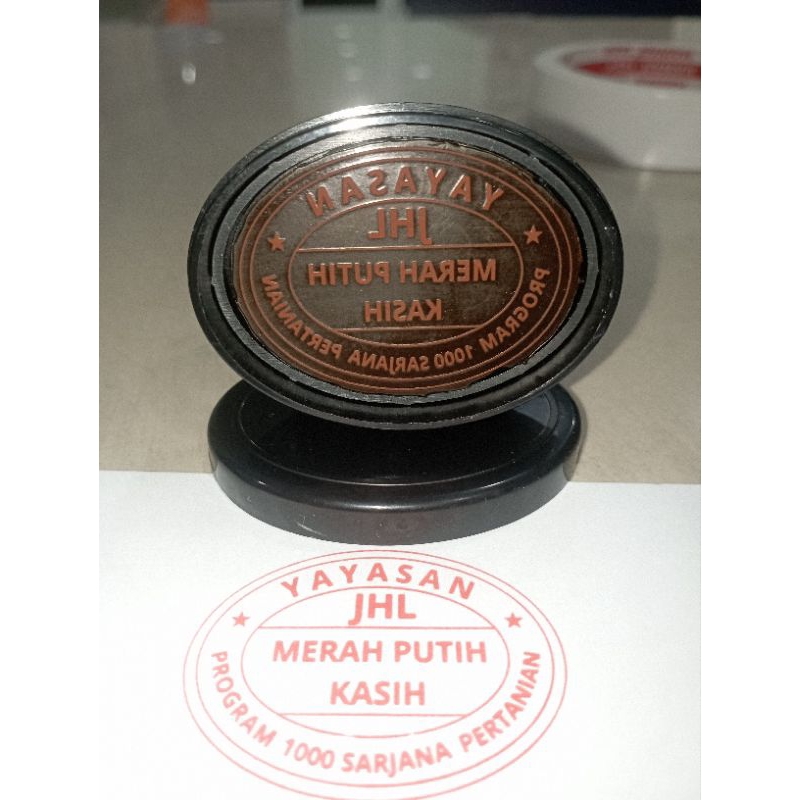 YAYASAN
JHL
MERAH PUTIH
KASIH
PROGRAM 1000 SARJANA PERTANIAN
YAYASAN
JHL
MERAH PUTIH
KASIH
PROGRAM 1000 SARJANA PERTANIAN